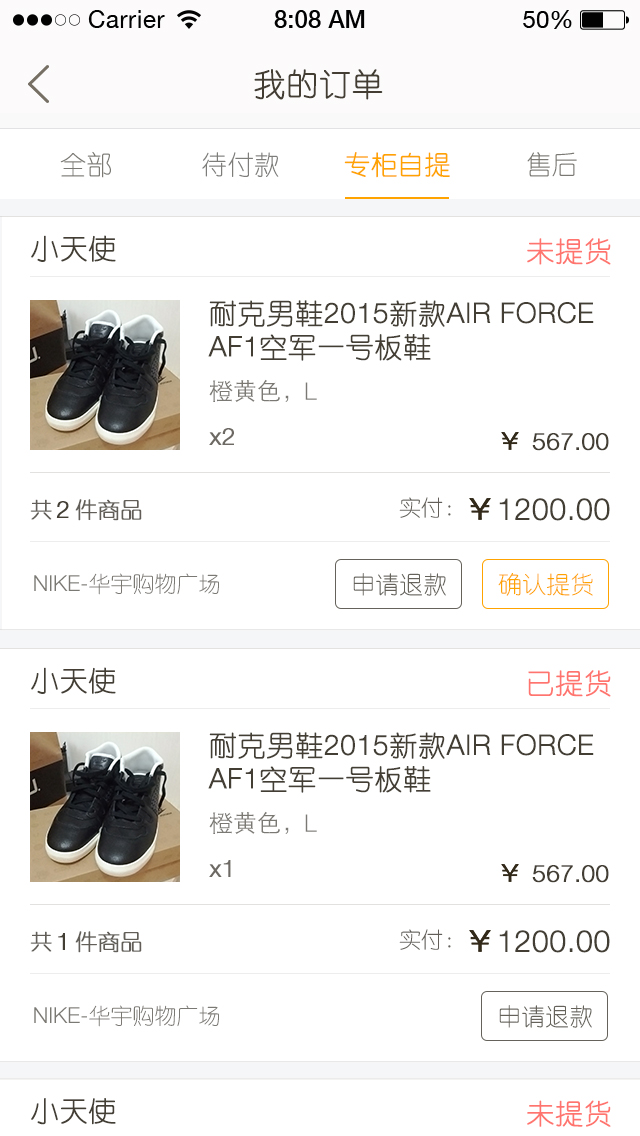 Carrier 8:08 AM 50%
我的订单
全部 待付款 专柜自提 售后
小天使 未提货
耐克男鞋2015新款AIR FORCE
AF1空军一号板鞋
橙黄色，L
x2 ¥ 567.00
共2件商品 实付：¥1200.00
NIKE-华宇购物广场 申请退款 确认提货
小天使 已提货
耐克男鞋2015新款AIR FORCE
AF1空军一号板鞋
橙黄色，L
x1 ¥ 567.00
共1件商品 实付：¥1200.00
NIKE-华宇购物广场 申请退款
小天使 未提货